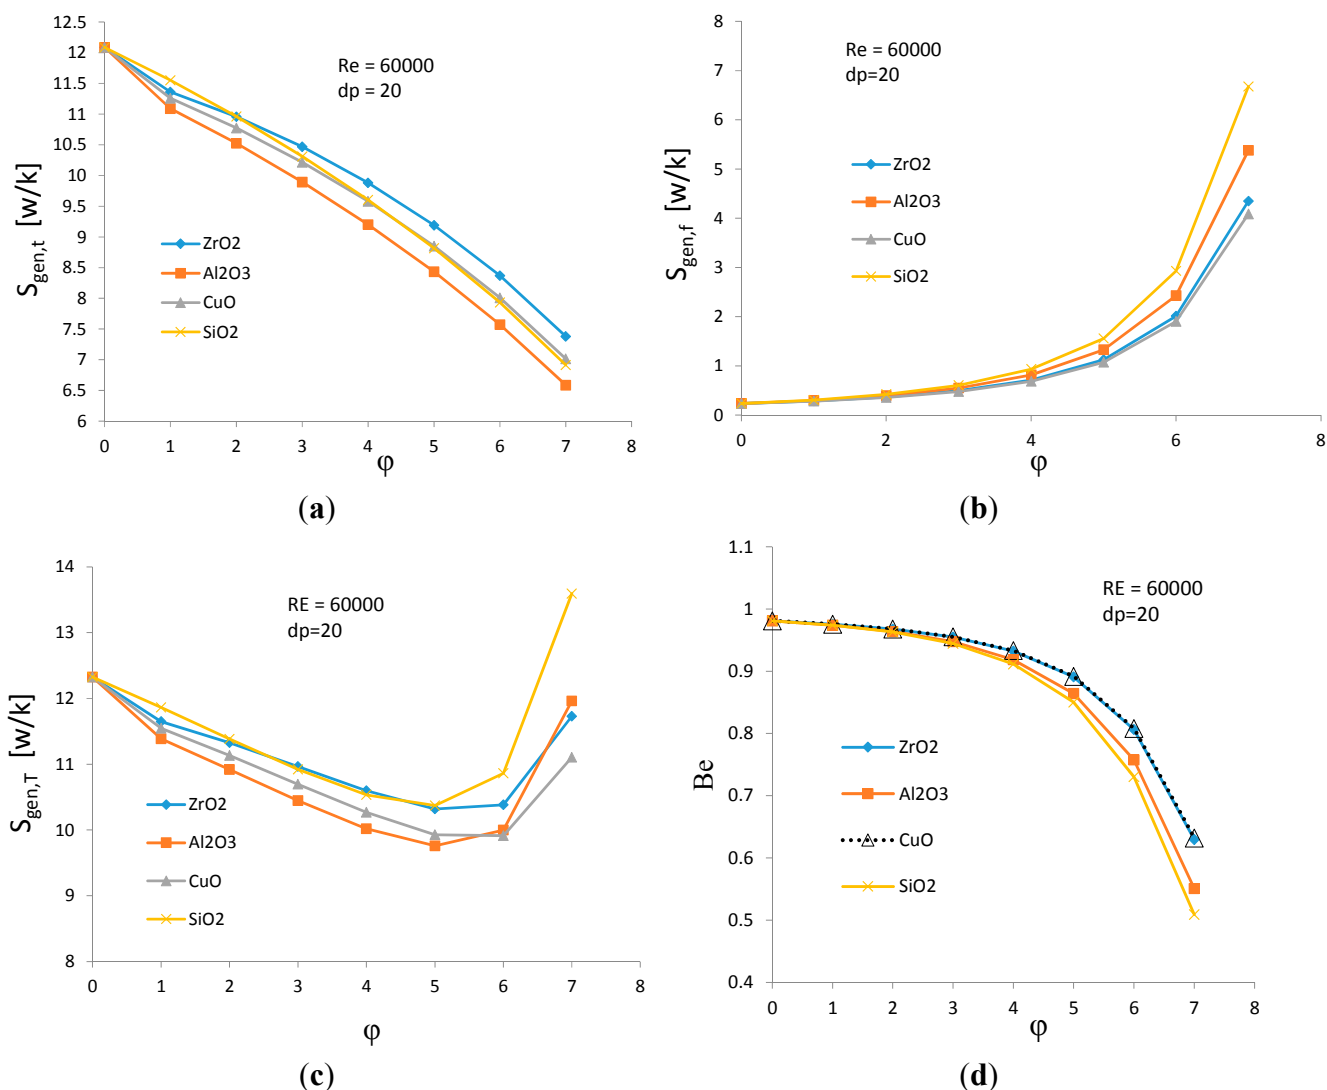 12.5
12
11.5
11
10.5
10
9.5
9
8.5
8
7.5
7
6.5
6
S_gen,t [w/k]
Re = 60000
dp = 20
ZrO2
Al2O3
CuO
SiO2
0 1 2 3 4 5 6 7 8
φ
(a)
8
7
6
5
4
3
2
1
0
S_gen,f [w/k]
Re = 60000
dp=20
ZrO2
Al2O3
CuO
SiO2
0 2 4 6 8
φ
(b)
14
13
12
11
10
9
8
S_gen,T [w/k]
RE = 60000
dp=20
ZrO2
Al2O3
CuO
SiO2
0 1 2 3 4 5 6 7 8
φ
(c)
1.1
1
0.9
0.8
0.7
0.6
0.5
0.4
Be
RE = 60000
dp=20
ZrO2
Al2O3
CuO
SiO2
0 1 2 3 4 5 6 7 8
φ
(d)